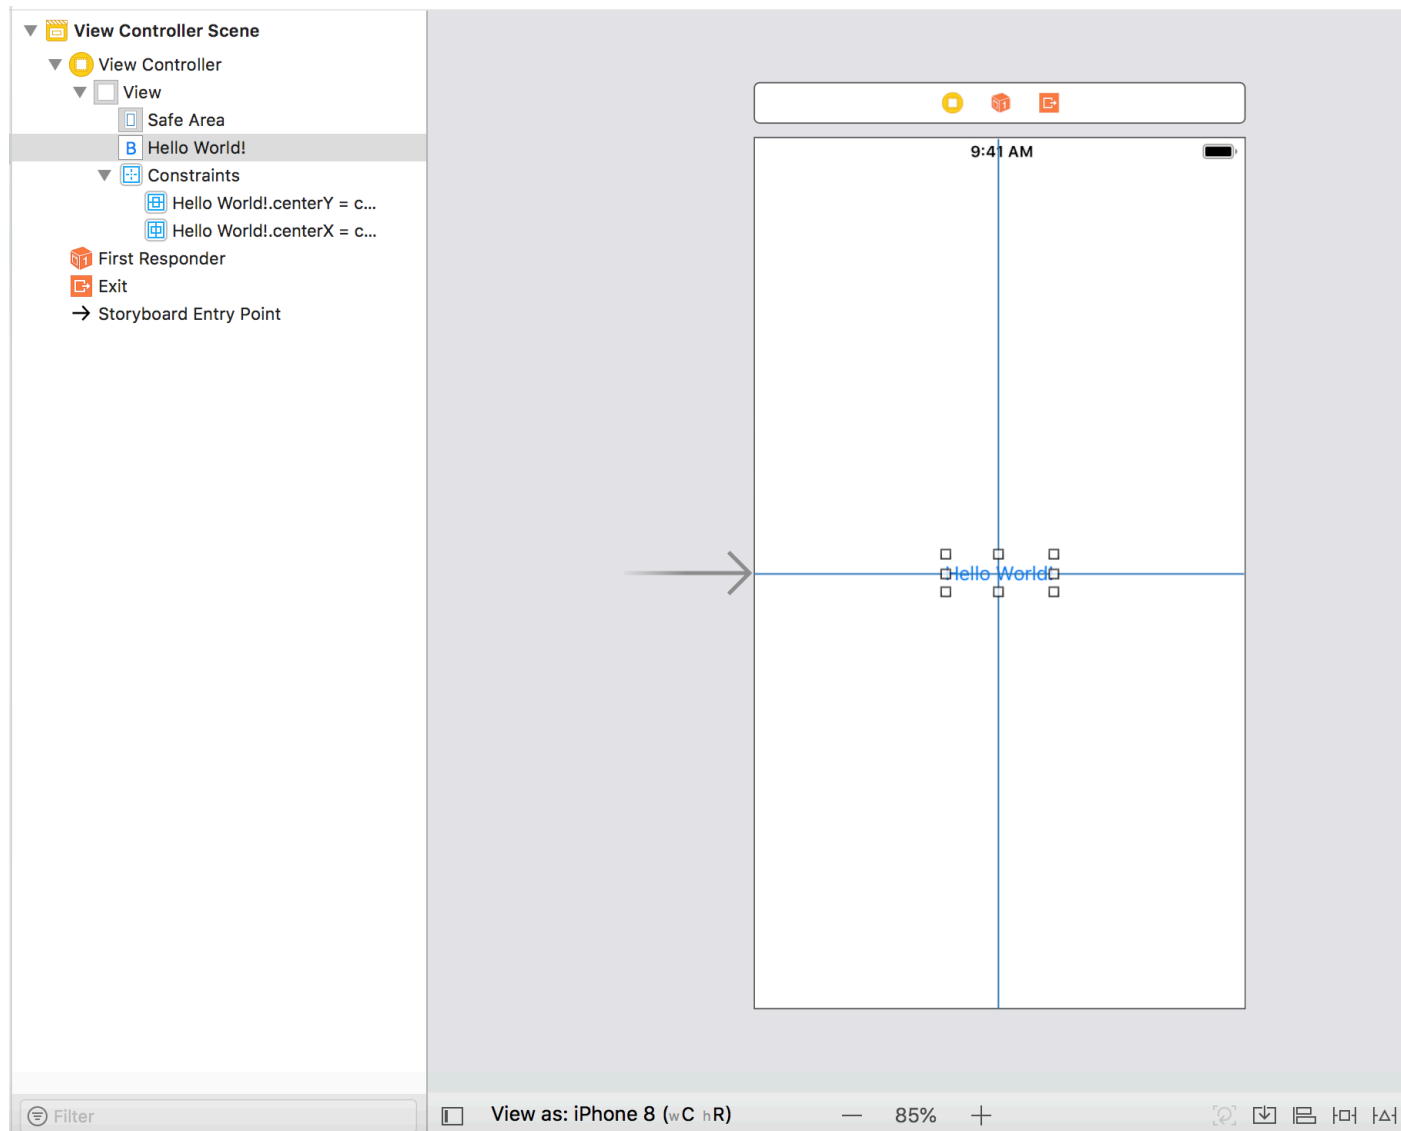 View Controller Scene
View Controller
View
Safe Area
B Hello World!
Constraints
Hello World!.centerY = c...
Hello World!.centerX = c...
First Responder
Exit
Storyboard Entry Point
Filter
9:41 AM
Hello World!
View as: iPhone 8 (wC hR)
85%